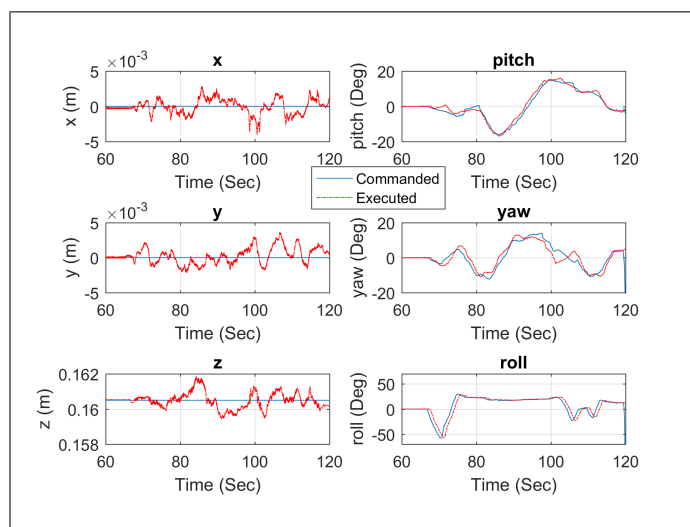 x
×10⁻³
5
0
-5
x (m)
60 80 100 120
Time (Sec)
pitch
20
0
-20
pitch (Deg)
60 80 100 120
Time (Sec)
Commanded
Executed
y
×10⁻³
5
0
-5
y (m)
60 80 100 120
Time (Sec)
yaw
20
0
-20
yaw (Deg)
60 80 100 120
Time (Sec)
z
0.162
0.16
0.158
z (m)
60 80 100 120
Time (Sec)
roll
50
0
-50
roll (Deg)
60 80 100 120
Time (Sec)